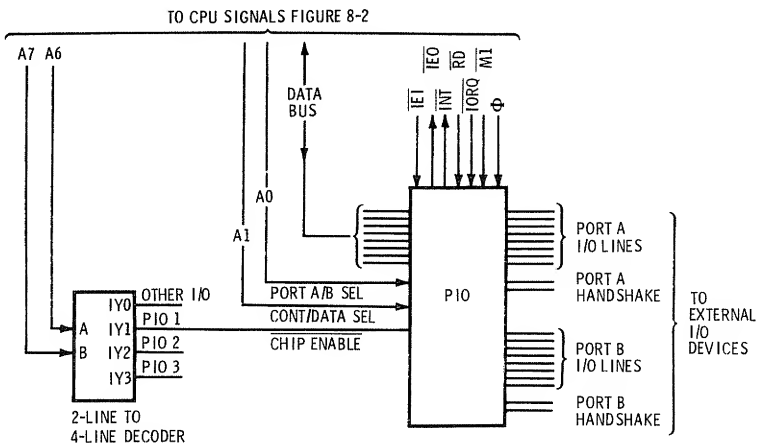 TO CPU SIGNALS FIGURE 8-2
A7 A6
DATA
BUS
IEI
IEO
INT
RD
IORQ
M1
Φ
A0
A1
PORT A
I/O LINES
PIO
PORT A
HANDSHAKE
PORT A/B SEL
CONT/DATA SEL
CHIP ENABLE
TO
EXTERNAL
I/O
DEVICES
PORT B
I/O LINES
PORT B
HANDSHAKE
OTHER I/O
IY0
PIO 1
A IY1
PIO 2
B IY2
PIO 3
IY3
2-LINE TO
4-LINE DECODER